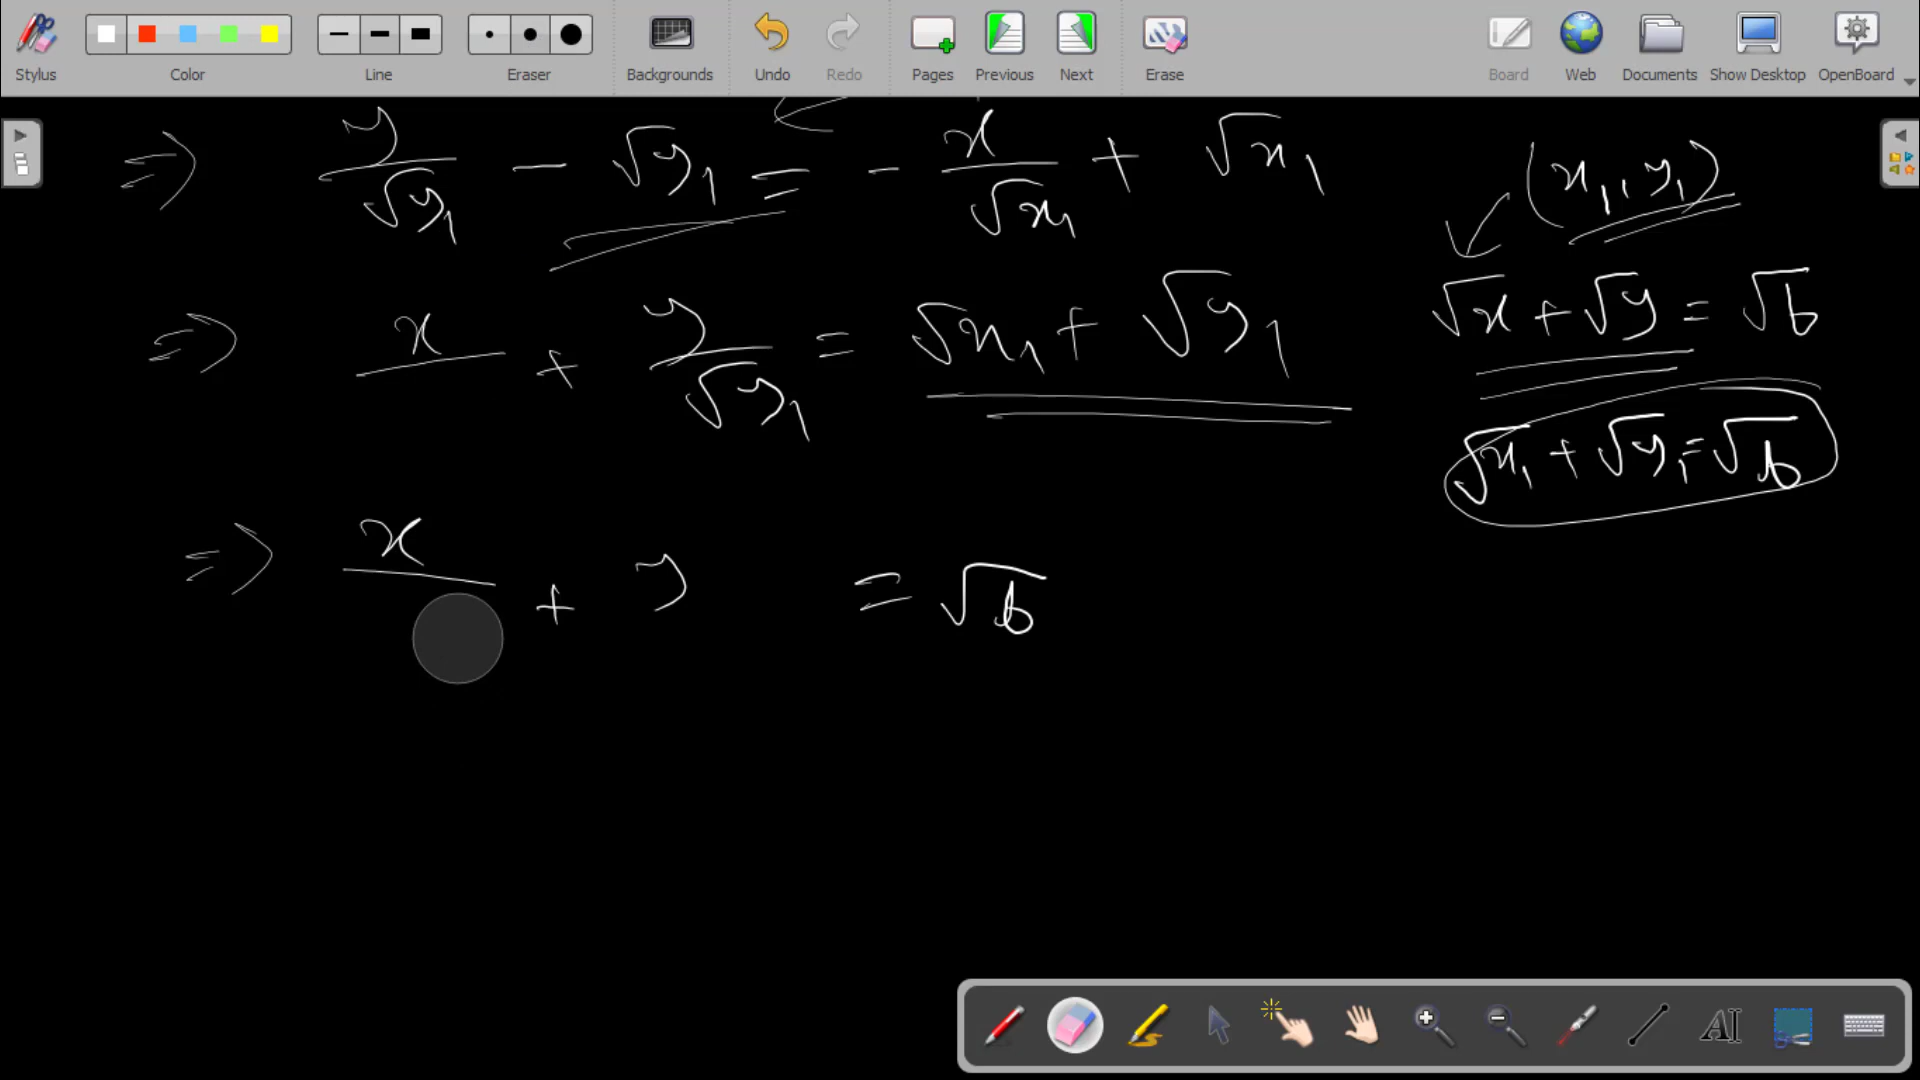 Stylus Color Line Eraser Backgrounds Undo Redo Pages Previous Next Erase Board Web Documents Show Desktop OpenBoard
⇒ y/√y₁ - √y₁ = - x/√x₁ + √x₁
(x₁, y₁)
⇒ x/ + y/√y₁ = √x₁ + √y₁
√x + √y = √b
√x₁ + √y₁ = √b
⇒ x/ + y = √b
AI